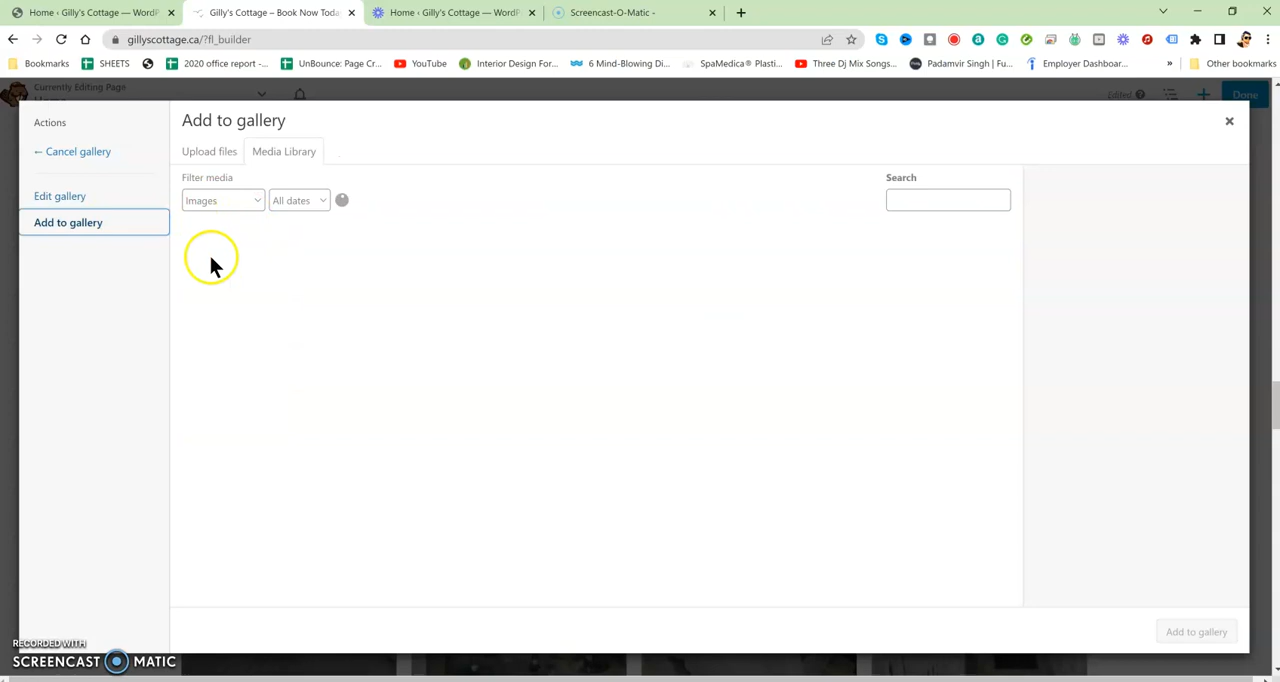 Home ‹ Gilly's Cottage — WordP
Gilly's Cottage – Book Now Toda
Home ‹ Gilly's Cottage — WordP
Screencast-O-Matic -
gillyscottage.ca/?fl_builder
Bookmarks
SHEETS
2020 office report -...
UnBounce: Page Cr...
YouTube
Interior Design For...
6 Mind-Blowing Di...
SpaMedica® Plasti...
Three Dj Mix Songs...
Padamvir Singh | Fu...
Employer Dashboar...
»
Other bookmarks
Currently Editing Page
Edited
Done
Actions
← Cancel gallery
Edit gallery
Add to gallery
Add to gallery
Upload files
Media Library
Filter media
Images
All dates
Search
Add to gallery
RECORDED WITH
SCREENCAST MATIC